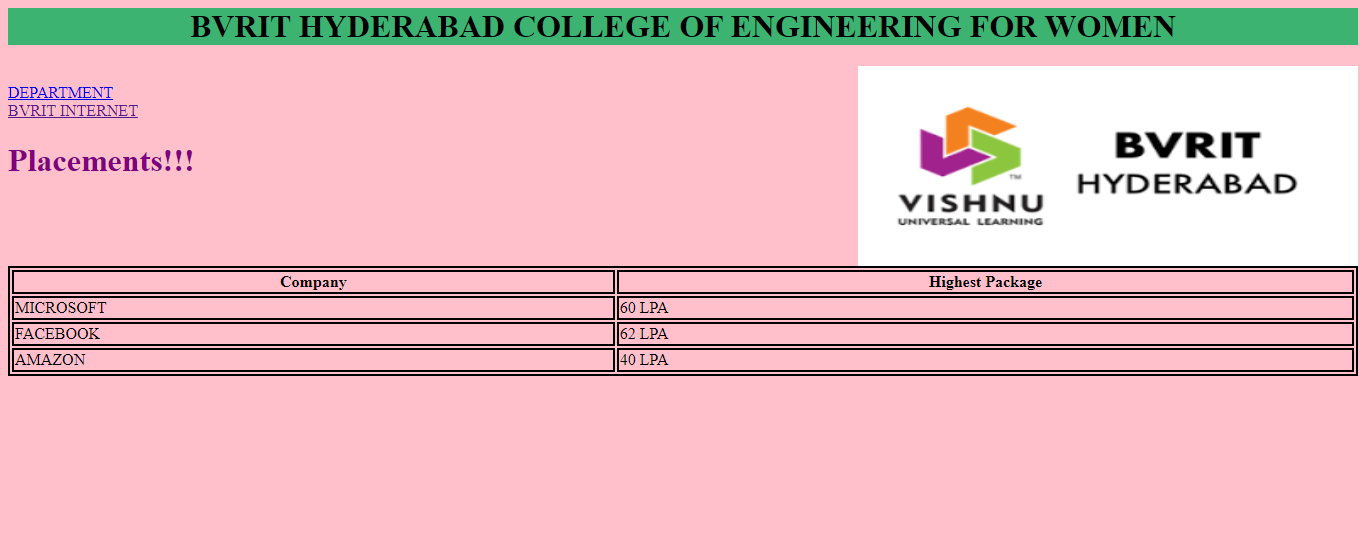 BVRIT HYDERABAD COLLEGE OF ENGINEERING FOR WOMEN
DEPARTMENT
BVRIT INTERNET
Placements!!!
VISHNU
UNIVERSAL LEARNING
TM
BVRIT
HYDERABAD
Company Highest Package
MICROSOFT 60 LPA
FACEBOOK 62 LPA
AMAZON 40 LPA